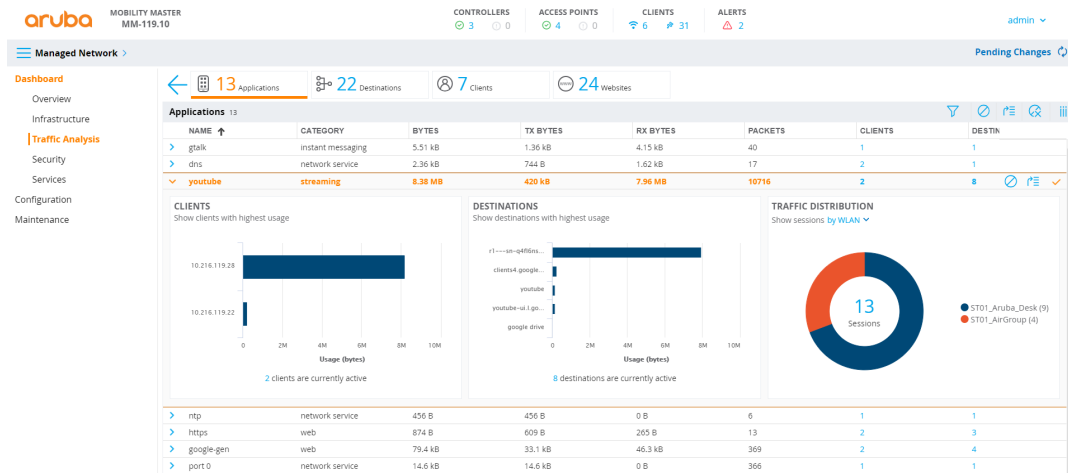 aruba
MOBILITY MASTER
MM-119.10
CONTROLLERS ACCESS POINTS CLIENTS ALERTS
3 0 4 0 6 31 2
admin
Managed Network >
Pending Changes
Dashboard
Overview
Infrastructure
Traffic Analysis
Security
Services
Configuration
Maintenance
13 Applications 22 Destinations 7 Clients 24 Websites
Applications 13
NAME CATEGORY BYTES TX BYTES RX BYTES PACKETS CLIENTS DESTIN
gtalk instant messaging 5.51 kB 1.36 kB 4.15 kB 40 1 1
dns network service 2.36 kB 744 B 1.62 kB 17 2 1
youtube streaming 8.38 MB 420 kB 7.96 MB 10716 2 8
CLIENTS
Show clients with highest usage
10.216.119.28
10.216.119.22
0 2M 4M 6M 8M 10M
Usage (bytes)
2 clients are currently active
DESTINATIONS
Show destinations with highest usage
r1---sn-q4fl6ns...
clients4.google...
youtube
youtube-ui.l.go...
google drive
0 2M 4M 6M 8M 10M
Usage (bytes)
8 destinations are currently active
TRAFFIC DISTRIBUTION
Show sessions by WLAN
13
Sessions
ST01_Aruba_Desk (9)
ST01_AirGroup (4)
ntp network service 456 B 456 B 0 B 6 1 1
https web 874 B 609 B 265 B 13 2 3
google-gen web 79.4 kB 33.1 kB 46.3 kB 369 2 4
port 0 network service 14.6 kB 14.6 kB 0 B 366 1 1